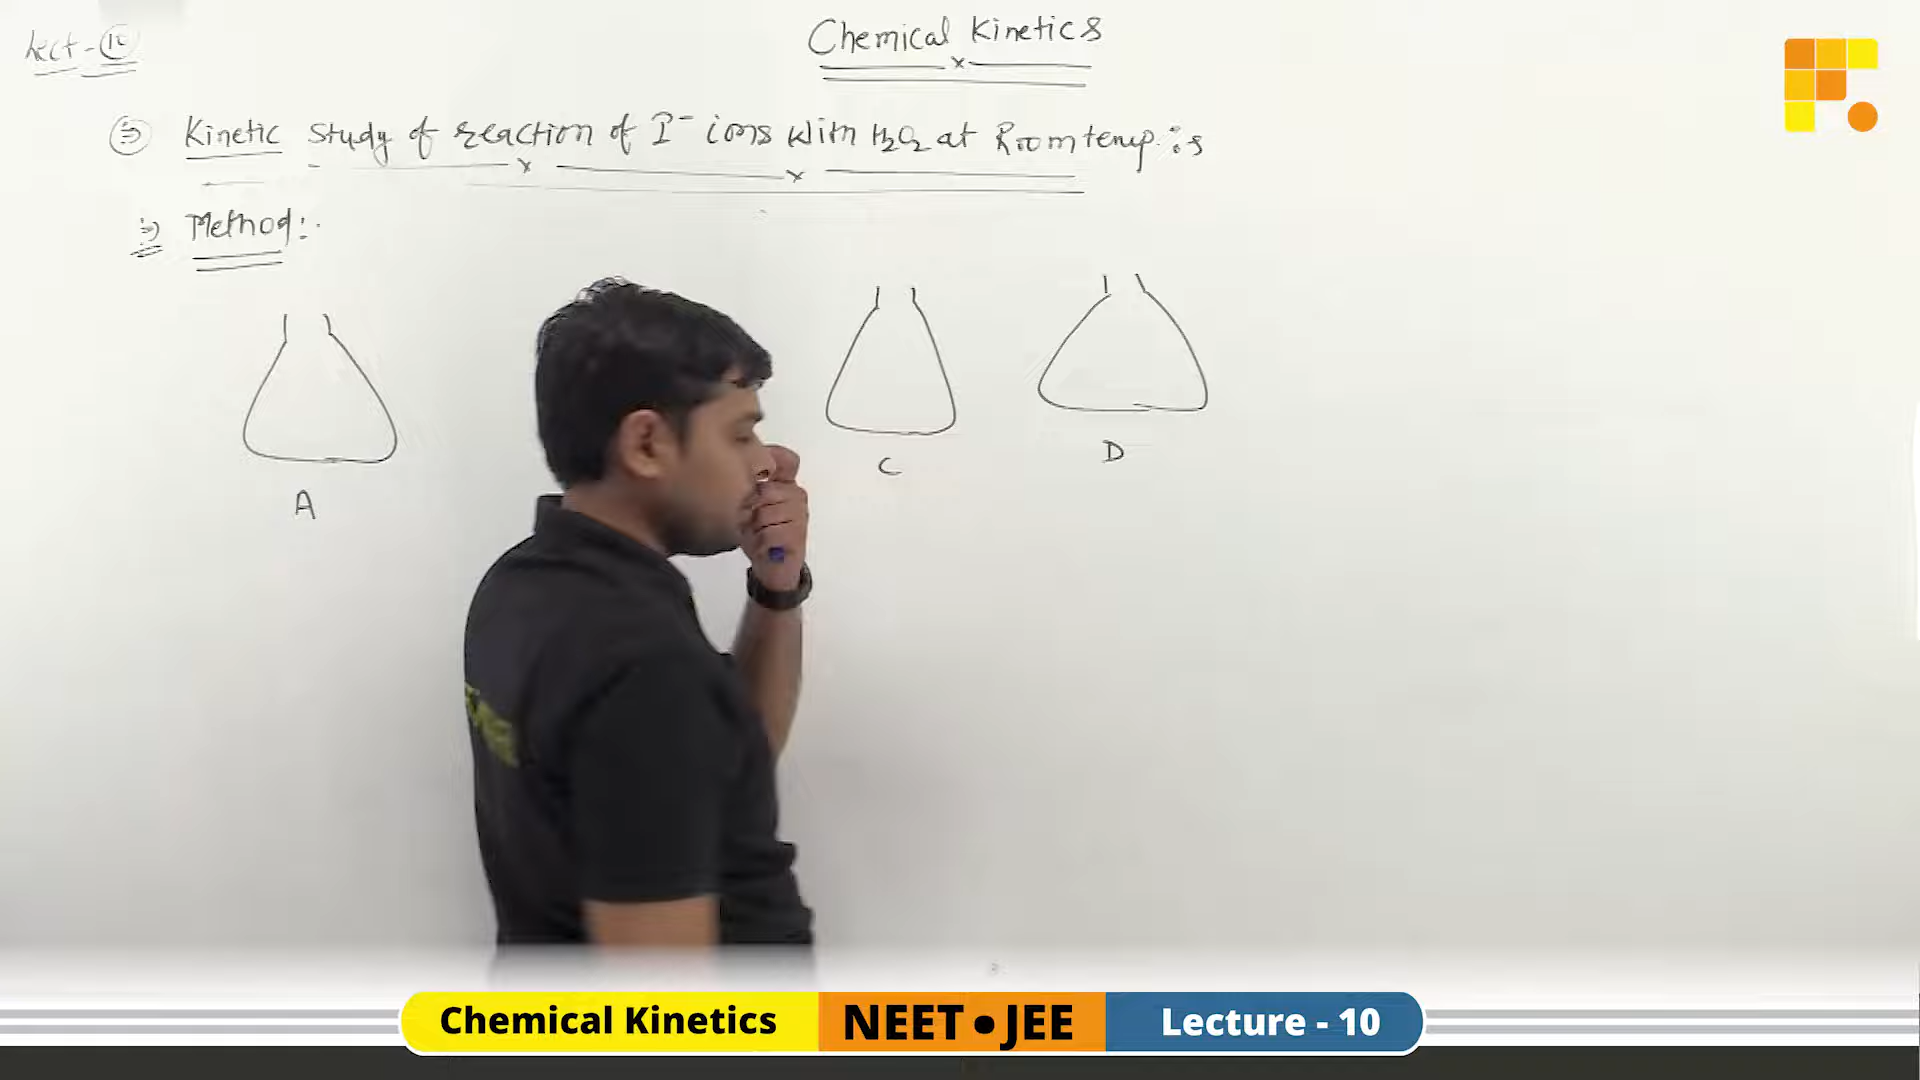 Lect-10
Chemical Kinetics
⇒ Kinetic study of reaction of I⁻ ions with H₂O₂ at Room temp :-
⇒ Method:-
A
C
D
Chemical Kinetics NEET • JEE Lecture - 10